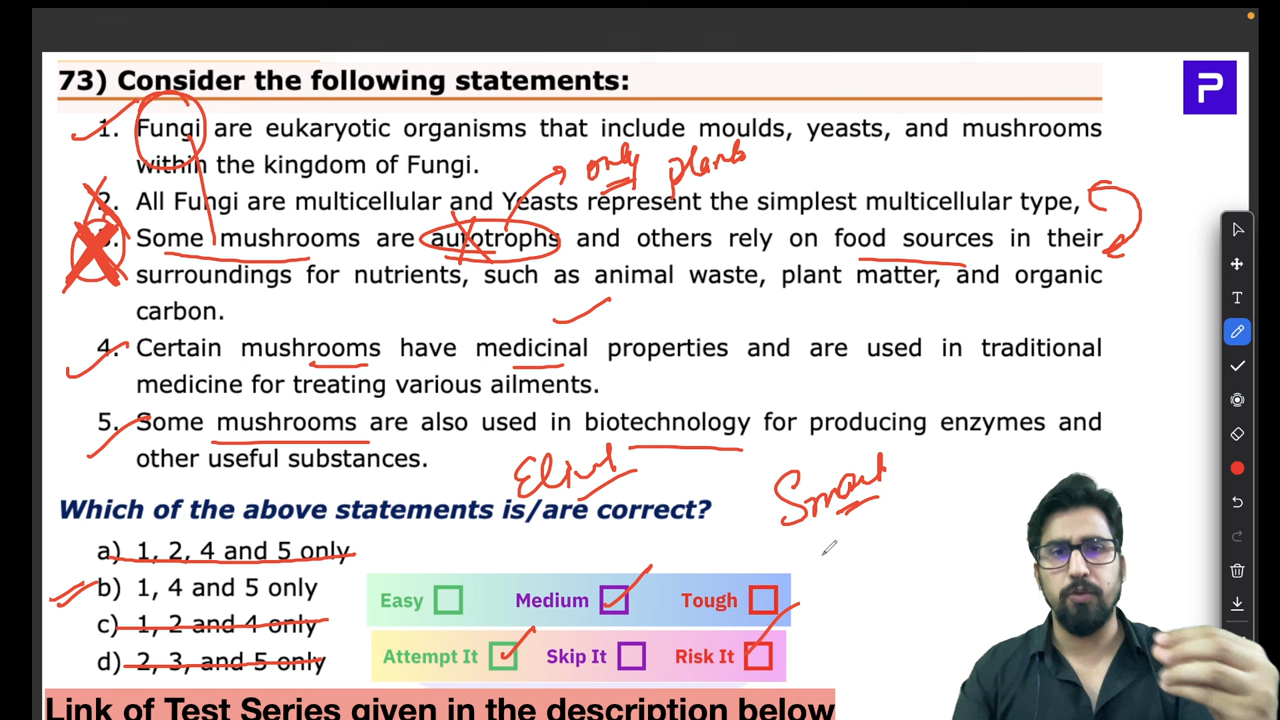 P
73) Consider the following statements:
1. Fungi are eukaryotic organisms that include moulds, yeasts, and mushrooms
within the kingdom of Fungi.
only plants
2. All Fungi are multicellular and Yeasts represent the simplest multicellular type,
3. Some mushrooms are autotrophs and others rely on food sources in their
surroundings for nutrients, such as animal waste, plant matter, and organic
carbon.
4. Certain mushrooms have medicinal properties and are used in traditional
medicine for treating various ailments.
5. Some mushrooms are also used in biotechnology for producing enzymes and
other useful substances.
Smart
Which of the above statements is/are correct?
a) 1, 2, 4 and 5 only
b) 1, 4 and 5 only
c) 1, 2 and 4 only
d) 2, 3, and 5 only
Easy Medium Tough
Attempt It Skip It Risk It
Link of Test Series given in the description below
T